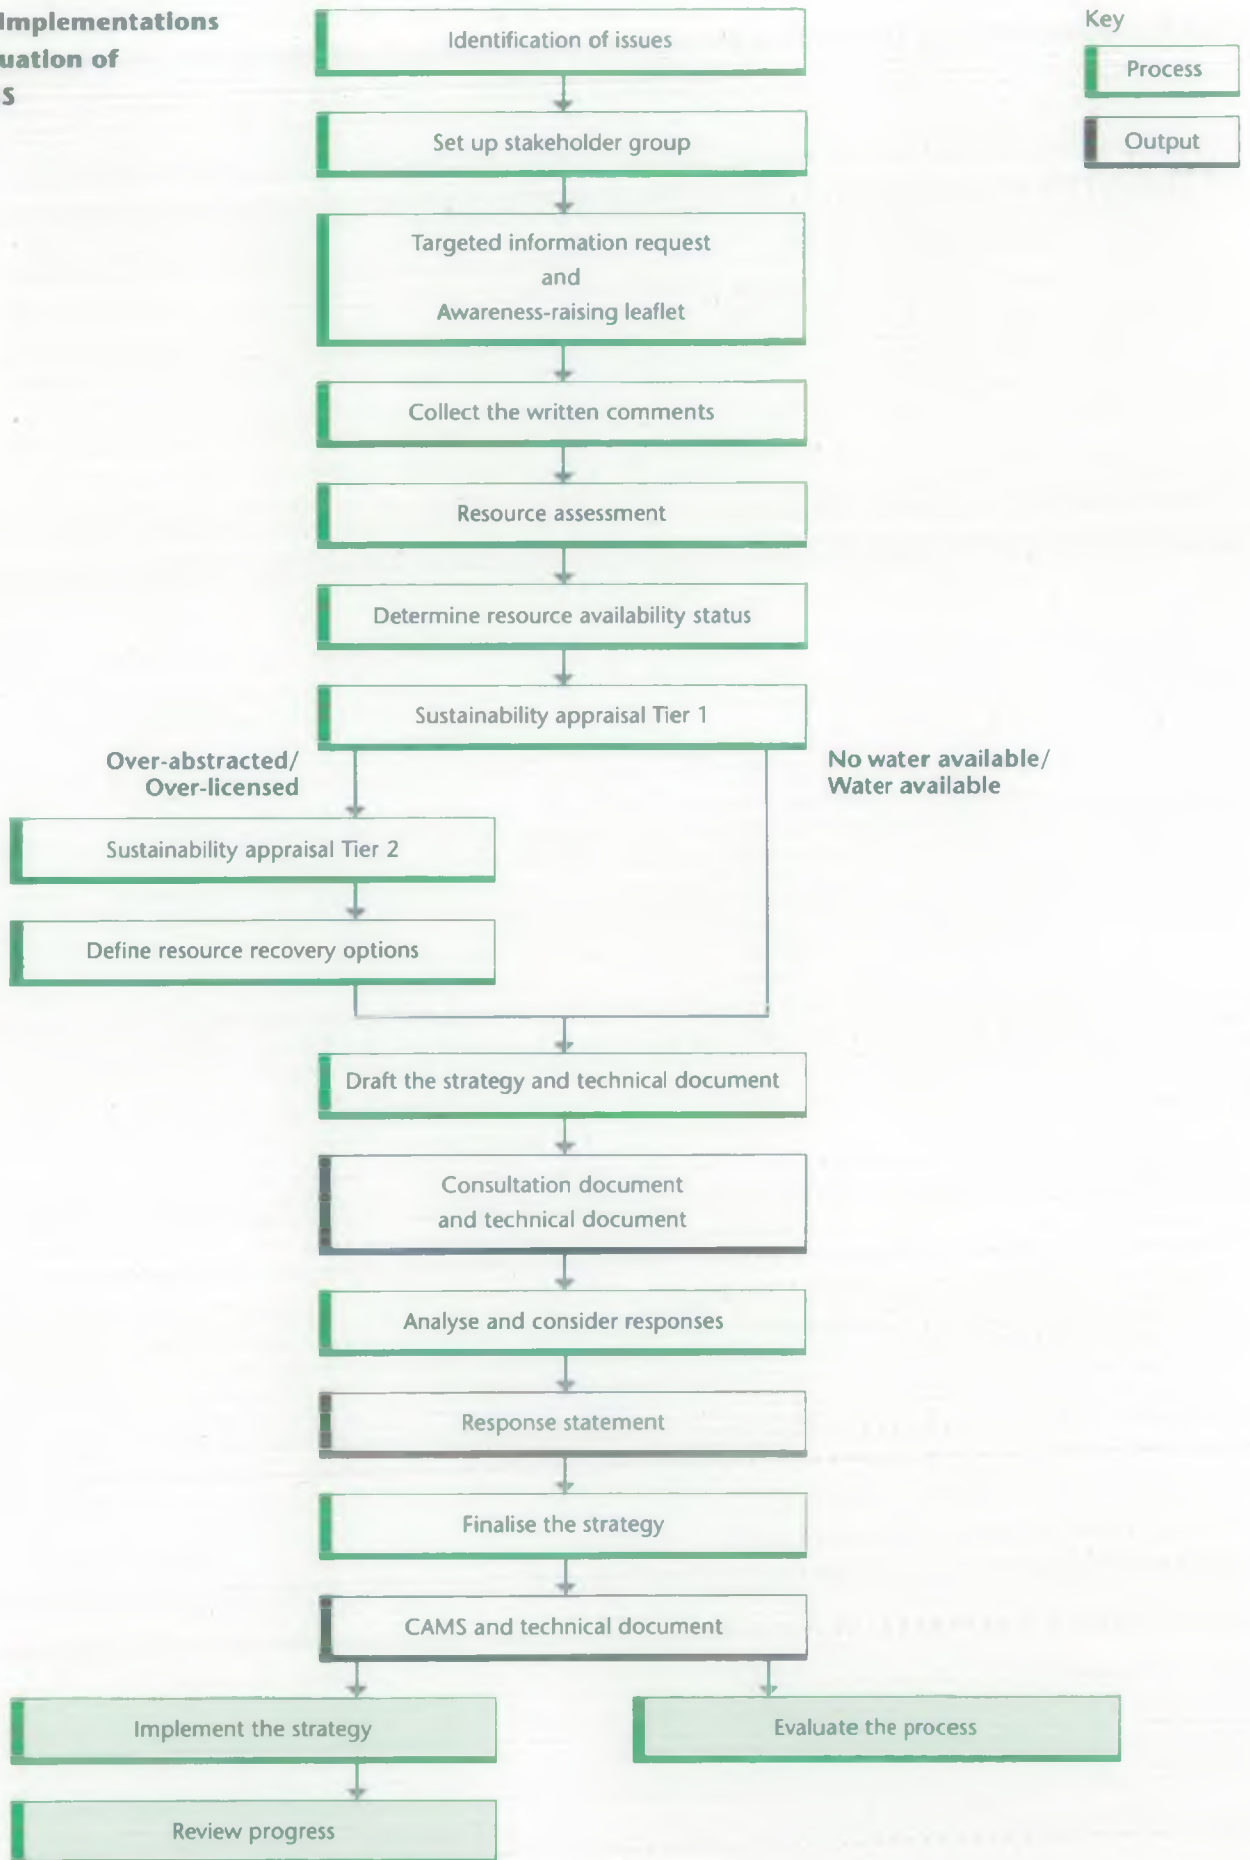 Implementations
uation of
S
Key
Process
Output
Identification of issues
Set up stakeholder group
Targeted information request
and
Awareness-raising leaflet
Collect the written comments
Resource assessment
Determine resource availability status
Sustainability appraisal Tier 1
Over-abstracted/
Over-licensed
No water available/
Water available
Sustainability appraisal Tier 2
Define resource recovery options
Draft the strategy and technical document
Consultation document
and technical document
Analyse and consider responses
Response statement
Finalise the strategy
CAMS and technical document
Implement the strategy
Evaluate the process
Review progress